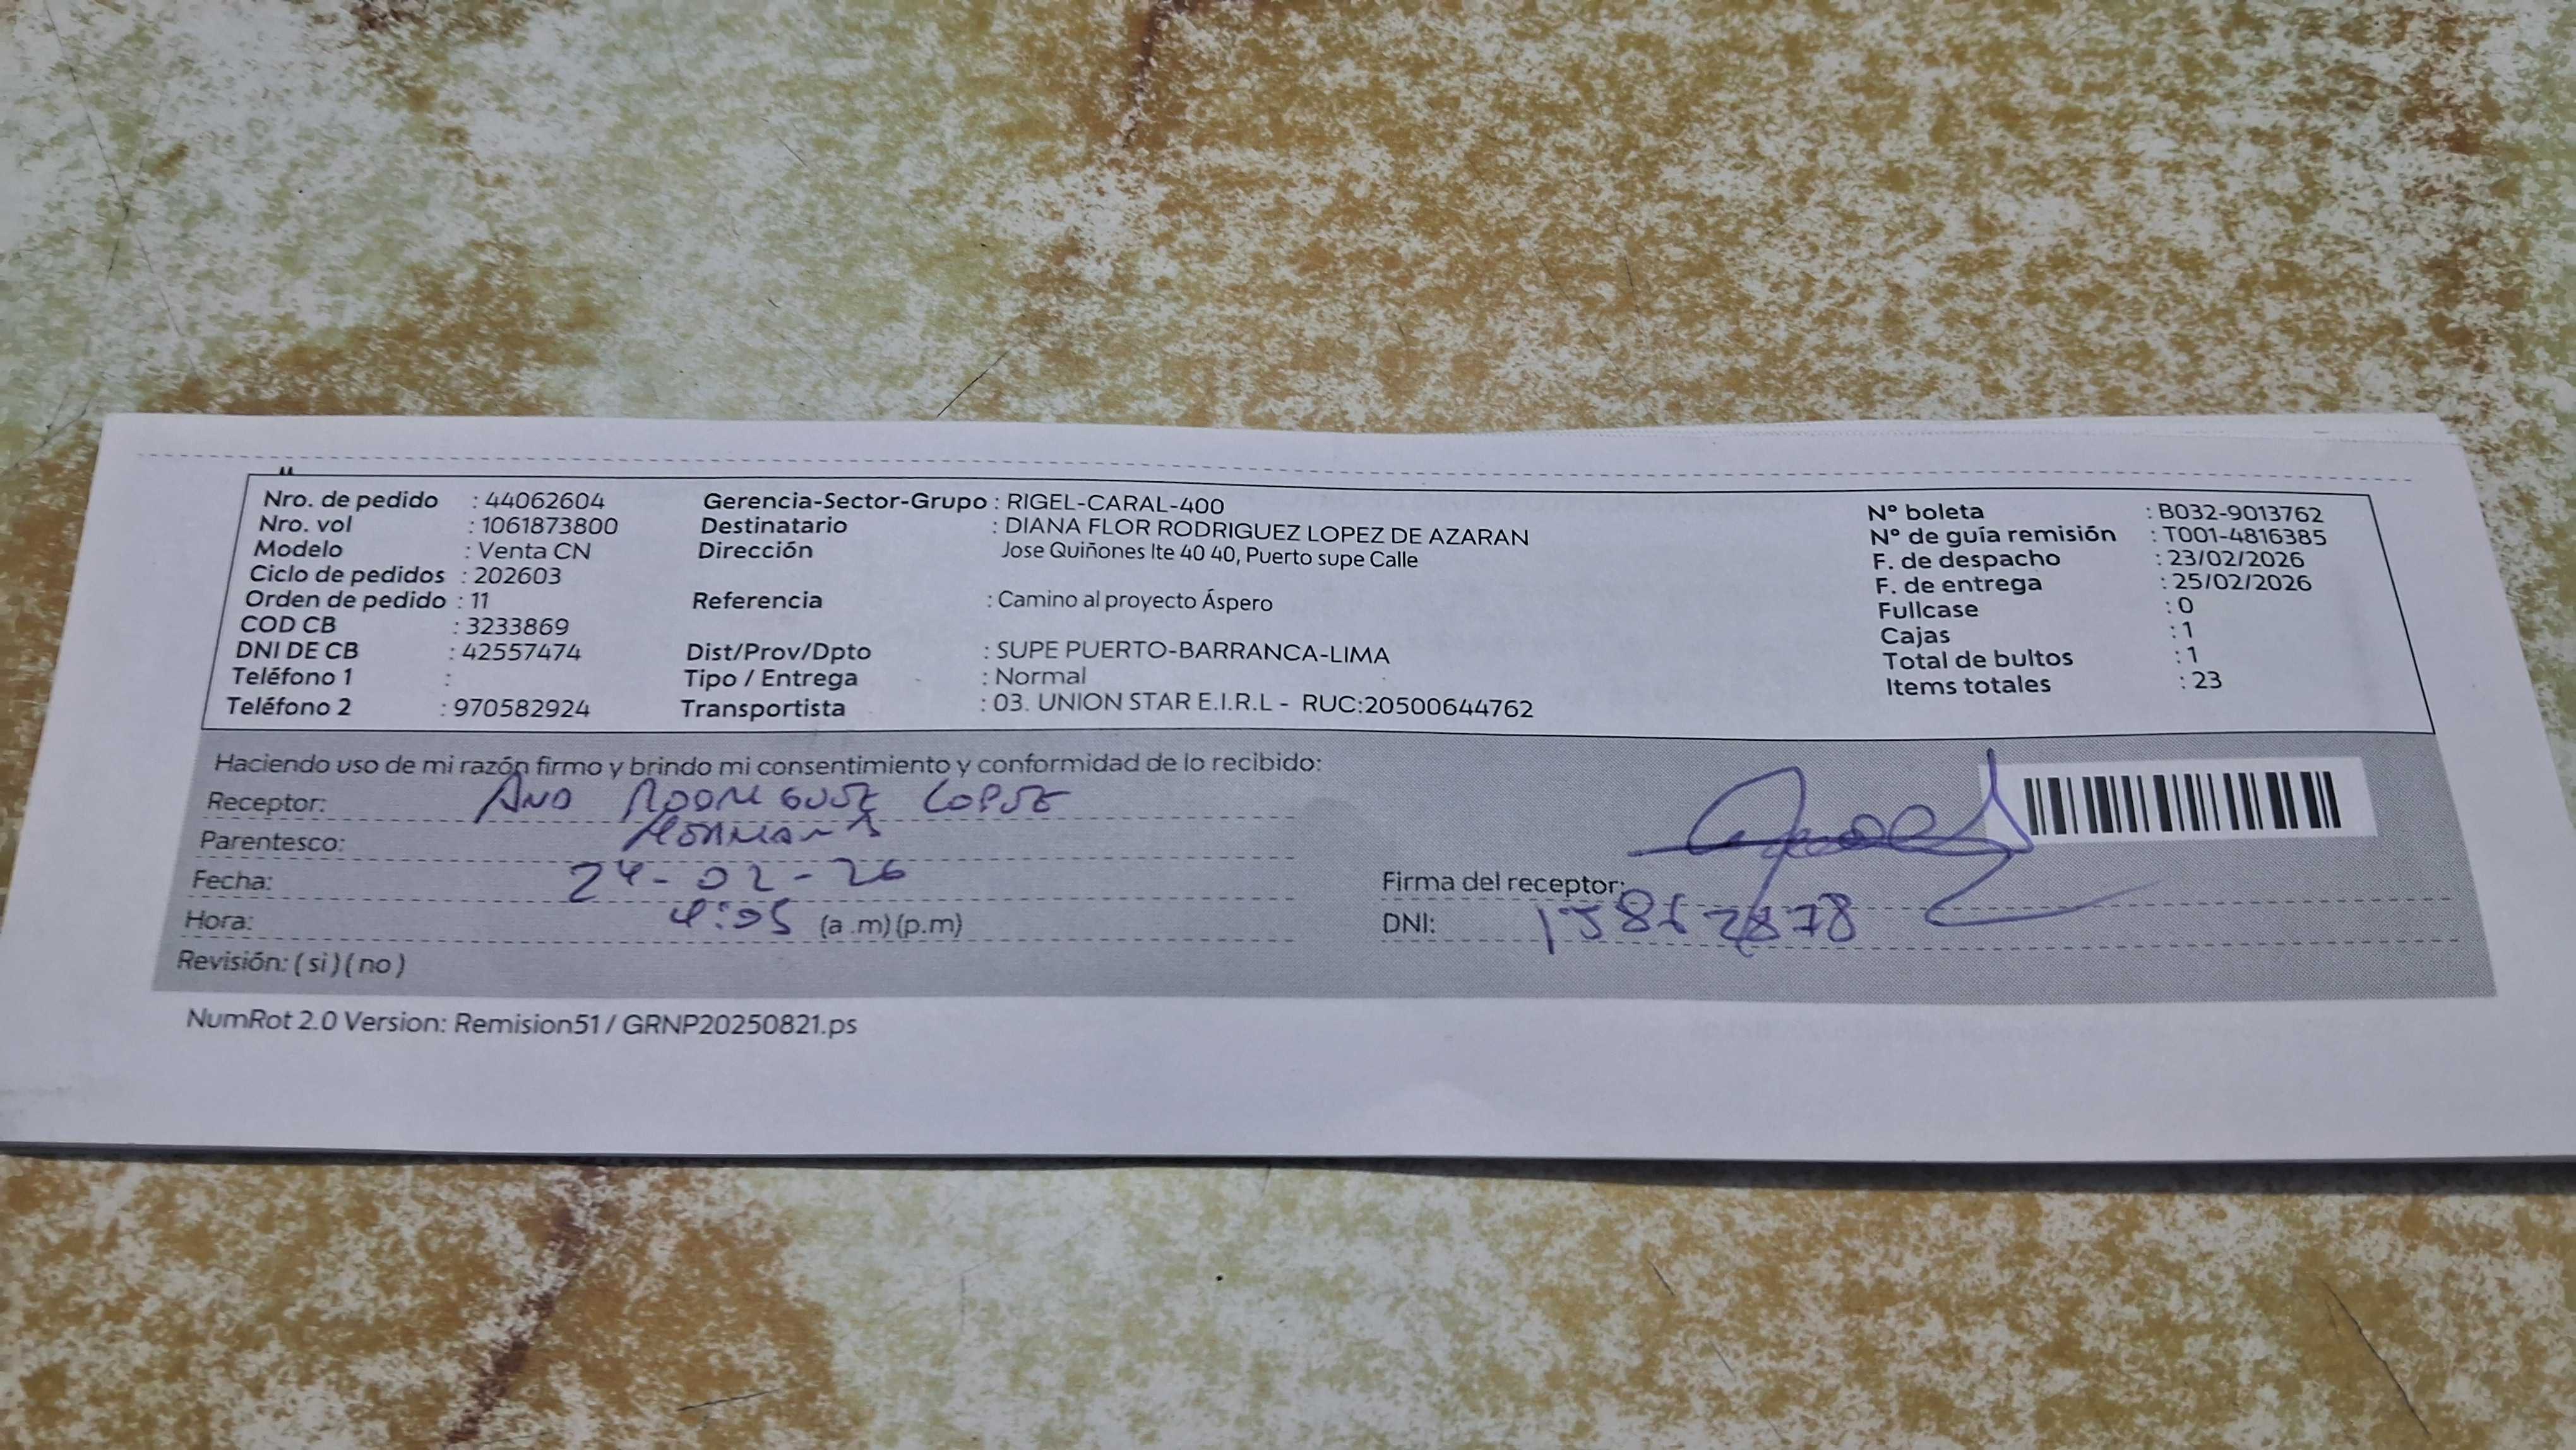 Nro. de pedido : 44062604
Nro. vol : 1061873800
Modelo : Venta CN
Ciclo de pedidos : 202603
Orden de pedido : 11
COD CB : 3233869
DNI DE CB : 42557474
Teléfono 1 :
Teléfono 2 : 970582924
Gerencia-Sector-Grupo : RIGEL-CARAL-400
Destinatario : DIANA FLOR RODRIGUEZ LOPEZ DE AZARAN
Dirección Jose Quiñones lte 40 40, Puerto supe Calle
Referencia : Camino al proyecto Áspero
Dist/Prov/Dpto : SUPE PUERTO-BARRANCA-LIMA
Tipo / Entrega : Normal
Transportista : 03. UNION STAR E.I.R.L - RUC:20500644762
N° boleta : B032-9013762
N° de guía remisión : T001-4816385
F. de despacho : 23/02/2026
F. de entrega : 25/02/2026
Fullcase : 0
Cajas : 1
Total de bultos : 1
Items totales : 23
Haciendo uso de mi razón firmo y brindo mi consentimiento y conformidad de lo recibido:
Receptor:
Parentesco:
Fecha: 24-02-26
Hora: 4:05 (a .m)(p.m)
Revisión: (si)(no)
Firma del receptor:
DNI:
NumRot 2.0 Version: Remision51 / GRNP20250821.ps